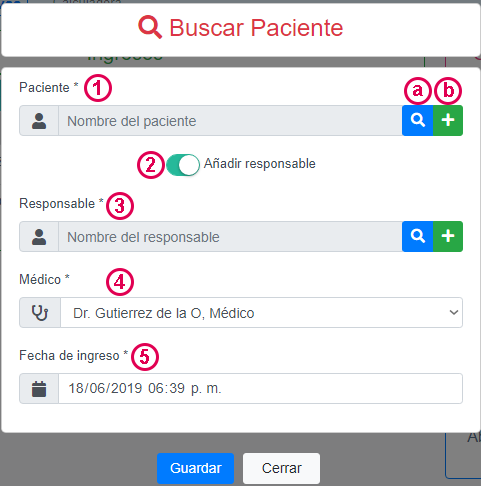 Calculadora
Buscar Paciente
Ingresos
Paciente * 1
a b
Nombre del paciente
2 Añadir responsable
Responsable * 3
Nombre del responsable
Médico * 4
Dr. Gutierrez de la O, Médico
Fecha de ingreso * 5
18/06/2019 06:39 p. m.
Guardar Cerrar